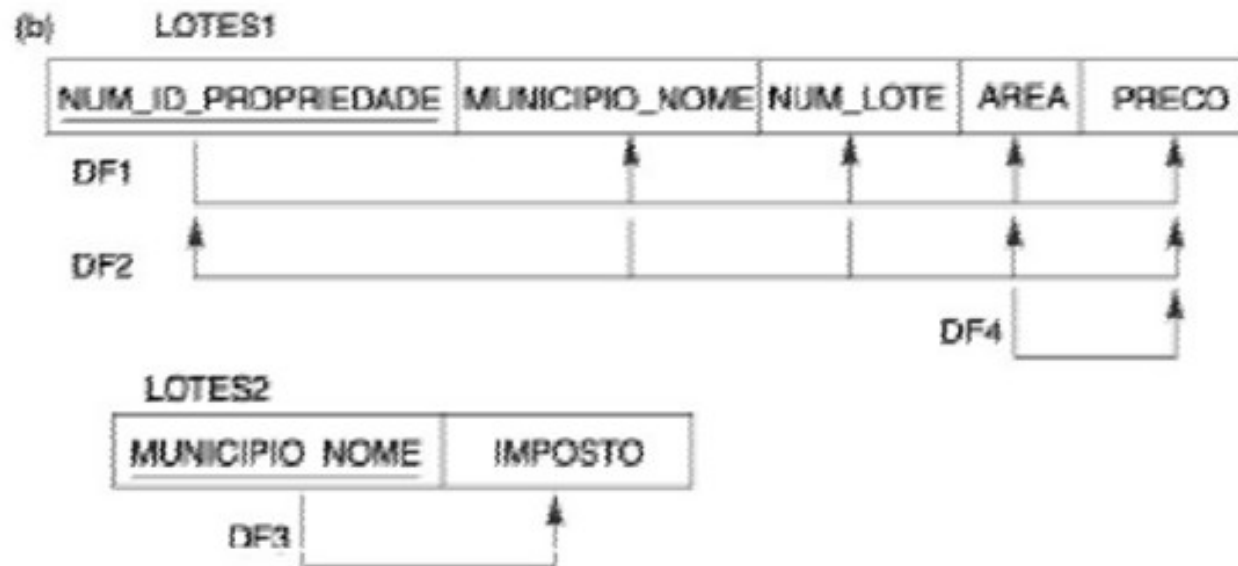 (b) LOTES1
NUM_ID_PROPRIEDADE MUNICIPIO_NOME NUM_LOTE AREA PRECO
DF1
DF2
DF4
LOTES2
MUNICIPIO_NOME IMPOSTO
DF3